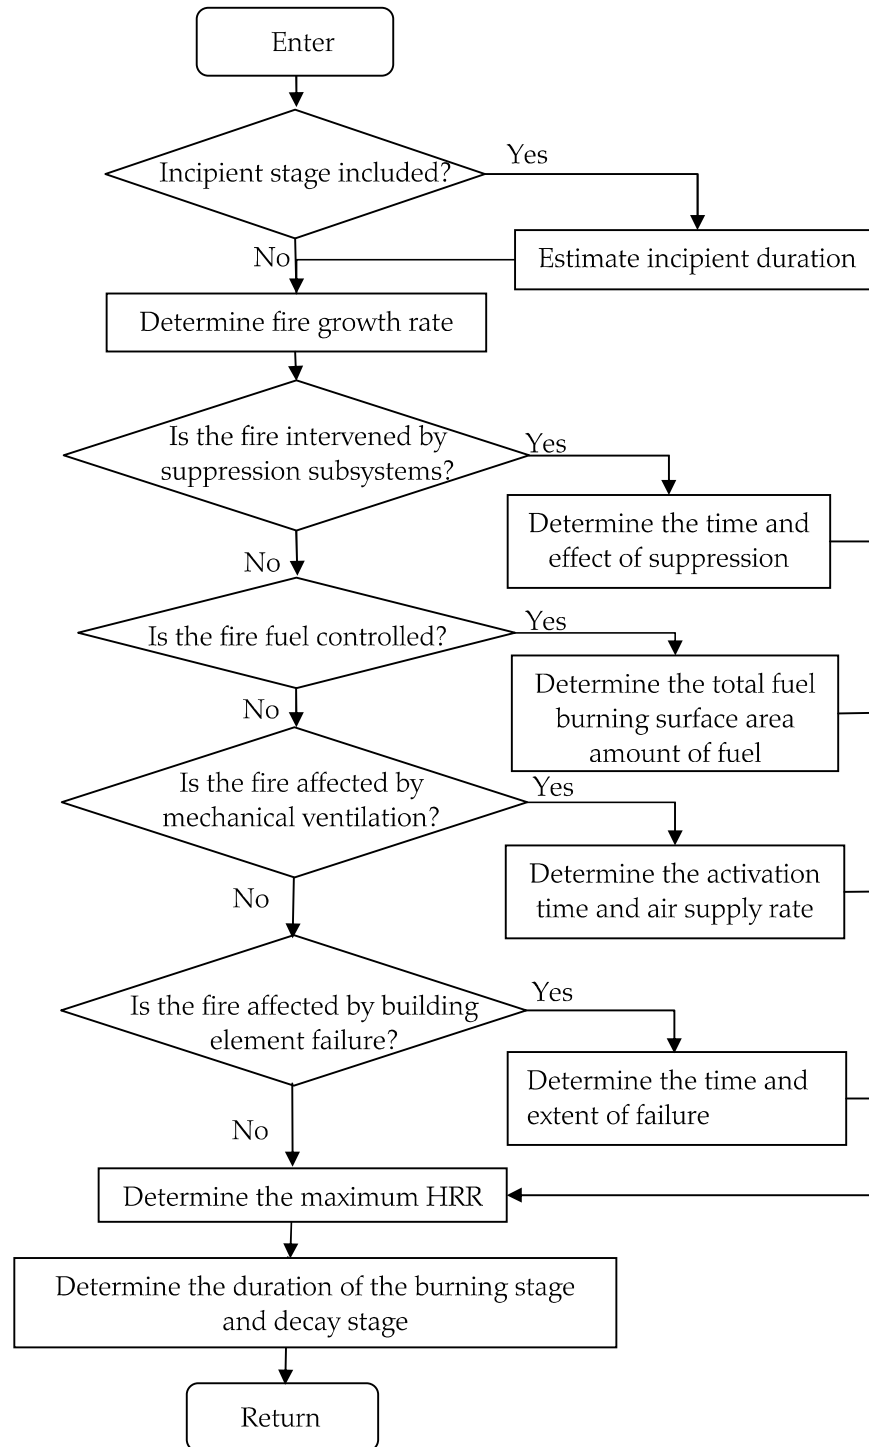 Enter
Incipient stage included?
Yes
No
Estimate incipient duration
Determine fire growth rate
Is the fire intervened by
suppression subsystems?
Yes
Determine the time and
effect of suppression
No
Is the fire fuel controlled?
Yes
Determine the total fuel
burning surface area
amount of fuel
No
Is the fire affected by
mechanical ventilation?
Yes
Determine the activation
time and air supply rate
No
Is the fire affected by building
element failure?
Yes
Determine the time and
extent of failure
No
Determine the maximum HRR
Determine the duration of the burning stage
and decay stage
Return